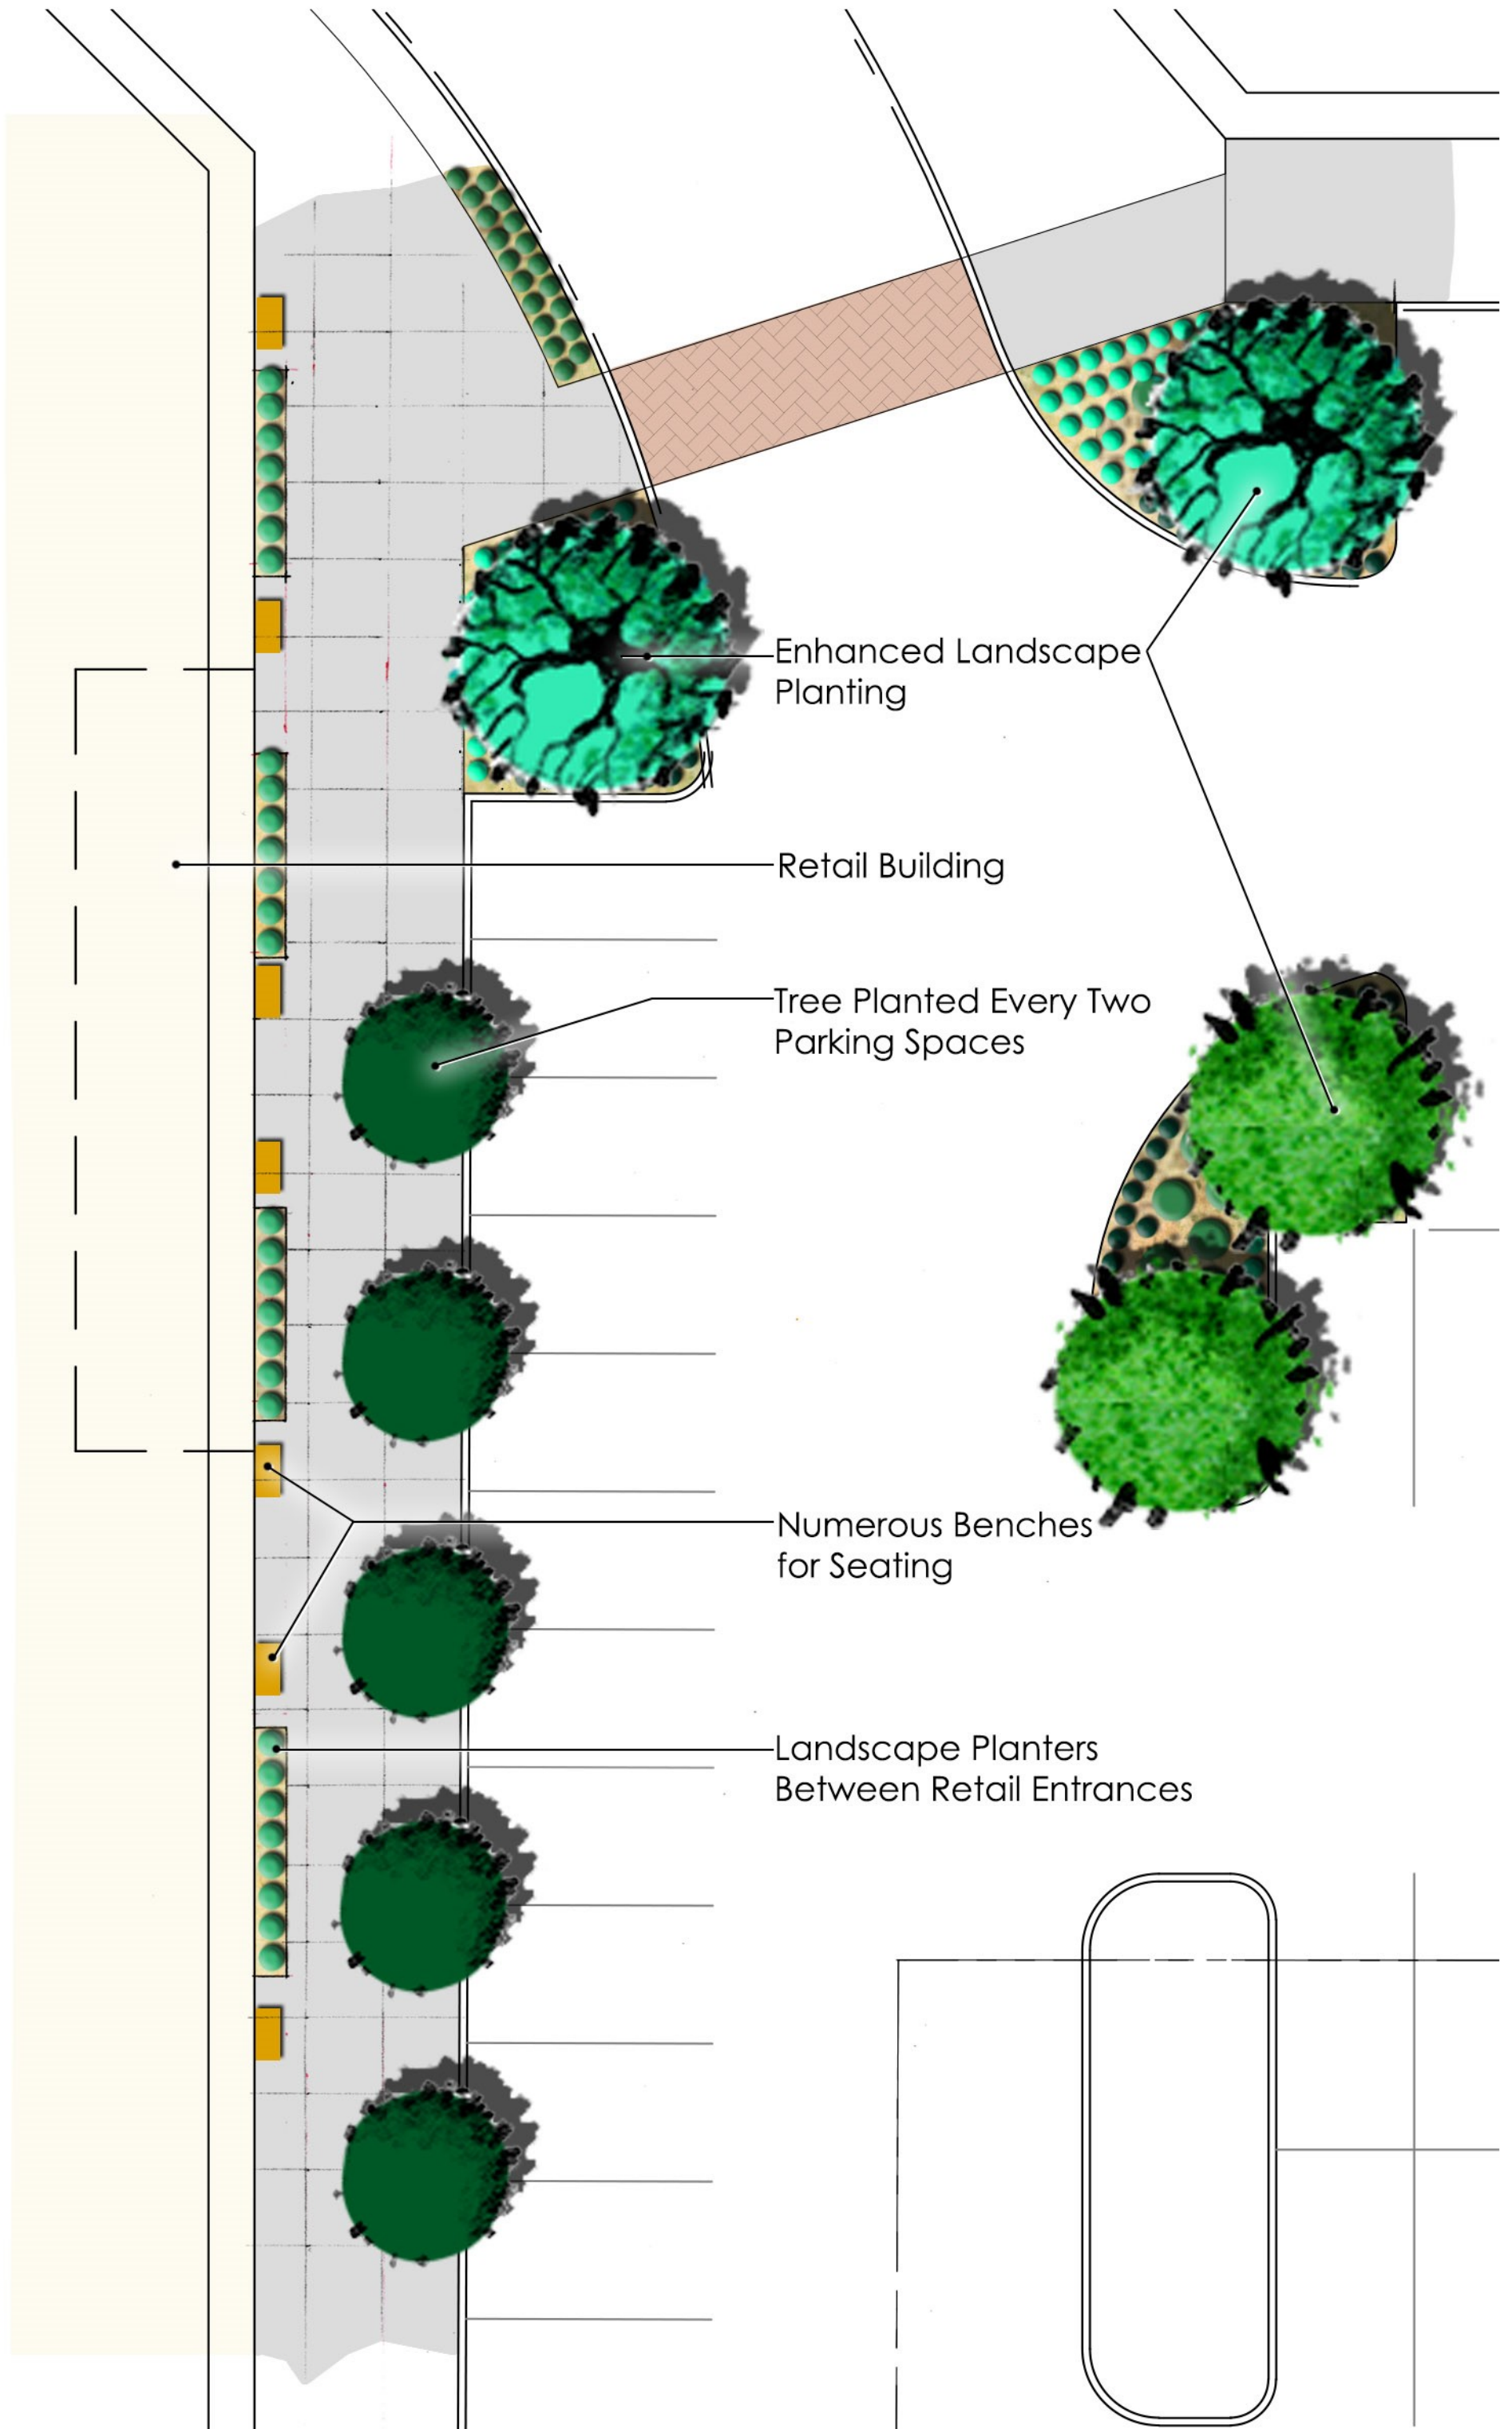 Enhanced Landscape
Planting
Retail Building
Tree Planted Every Two
Parking Spaces
Numerous Benches
for Seating
Landscape Planters
Between Retail Entrances